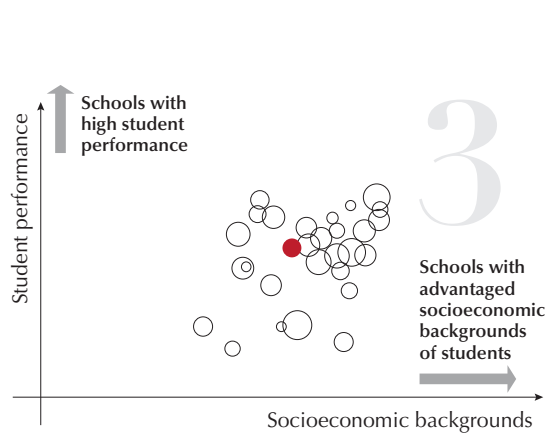 Schools with
high student
performance
3
Student performance
Schools with
advantaged
socioeconomic
backgrounds
of students
Socioeconomic backgrounds